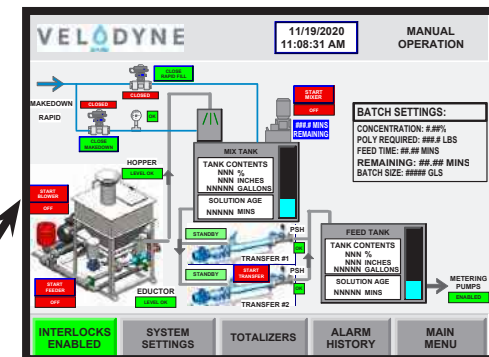 VELODYNE
11/19/2020
11:08:31 AM
MANUAL
OPERATION
CLOSE
RAPID FILL
CLOSED
MAKEDOWN
RAPID
CLOSED
OK
CLOSE
MAKEDOWN
START
MIXER
OFF
###.# MINS
REMAINING
BATCH SETTINGS:
CONCENTRATION: #.##%
POLY REQUIRED: ###.# LBS
FEED TIME: ##.## MINS
REMAINING: ##.## MINS
BATCH SIZE: ##### GLS
MIX TANK
TANK CONTENTS
NNN %
NNN INCHES
NNNNN GALLONS
SOLUTION AGE
NNNNN MINS
HOPPER
LEVEL OK
START
BLOWER
OFF
START
FEEDER
OFF
EDUCTOR
LEVEL OK
STANDBY
PSH
OK
TRANSFER #1
STANDBY
START
TRANSFER
PSH
OK
TRANSFER #2
FEED TANK
TANK CONTENTS
NNN %
NNN INCHES
NNNNN GALLONS
SOLUTION AGE
NNNNN MINS
METERING
PUMPS
ENABLED
INTERLOCKS
ENABLED
SYSTEM
SETTINGS
TOTALIZERS
ALARM
HISTORY
MAIN
MENU